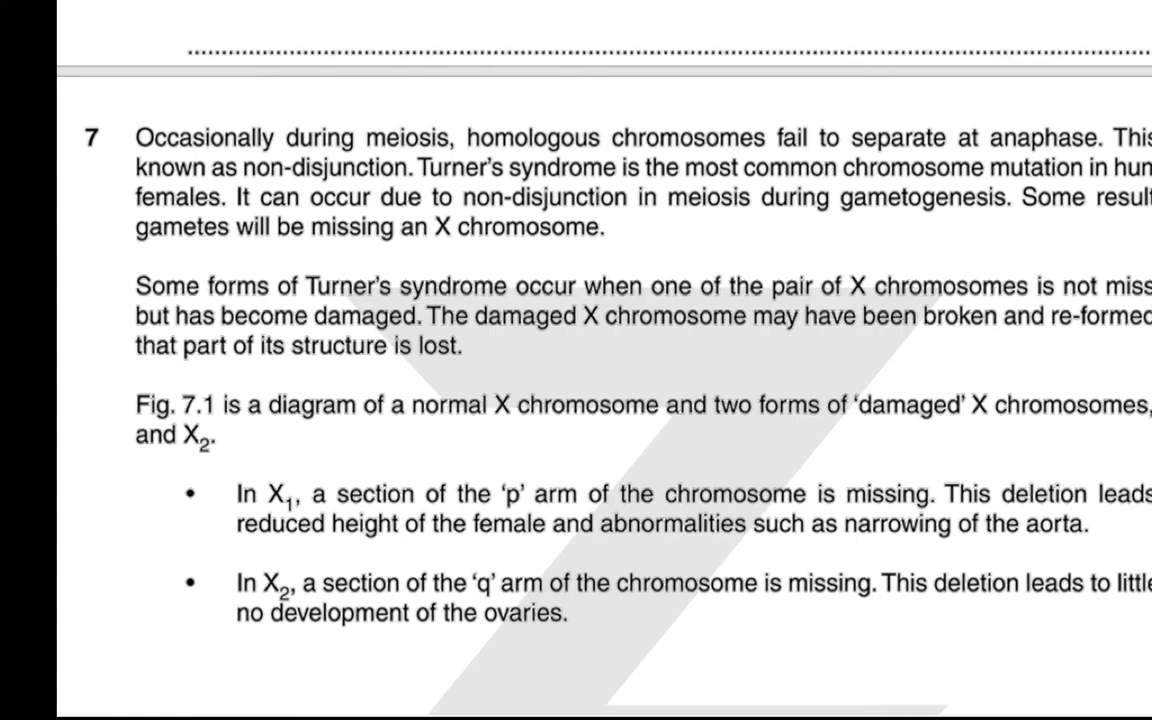 7 Occasionally during meiosis, homologous chromosomes fail to separate at anaphase. This
known as non-disjunction. Turner's syndrome is the most common chromosome mutation in hum
females. It can occur due to non-disjunction in meiosis during gametogenesis. Some result
gametes will be missing an X chromosome.
Some forms of Turner's syndrome occur when one of the pair of X chromosomes is not miss
but has become damaged. The damaged X chromosome may have been broken and re-formed
that part of its structure is lost.
Fig. 7.1 is a diagram of a normal X chromosome and two forms of 'damaged' X chromosomes,
and X₂.
• In X₁, a section of the 'p' arm of the chromosome is missing. This deletion leads
reduced height of the female and abnormalities such as narrowing of the aorta.
• In X₂, a section of the 'q' arm of the chromosome is missing. This deletion leads to little
no development of the ovaries.